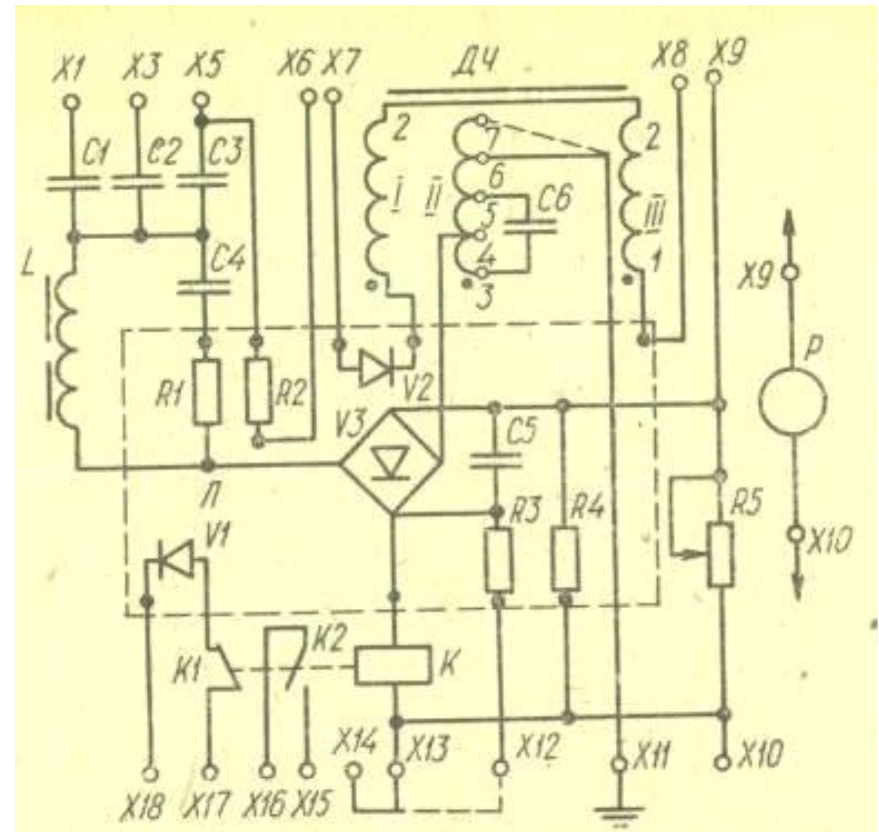 X1 X3 X5 X6 X7 ДЧ X8 X9
C1 C2 C3 2 7 2
6
I II 5 C6 III
L C4 4 1
3 X9
V2 P
R1 R2 V3 C5
Л R3 R4 R5
V1 X10
K2
K1 K
X14 X13 X12 X11 X10
X18 X17 X16 X15